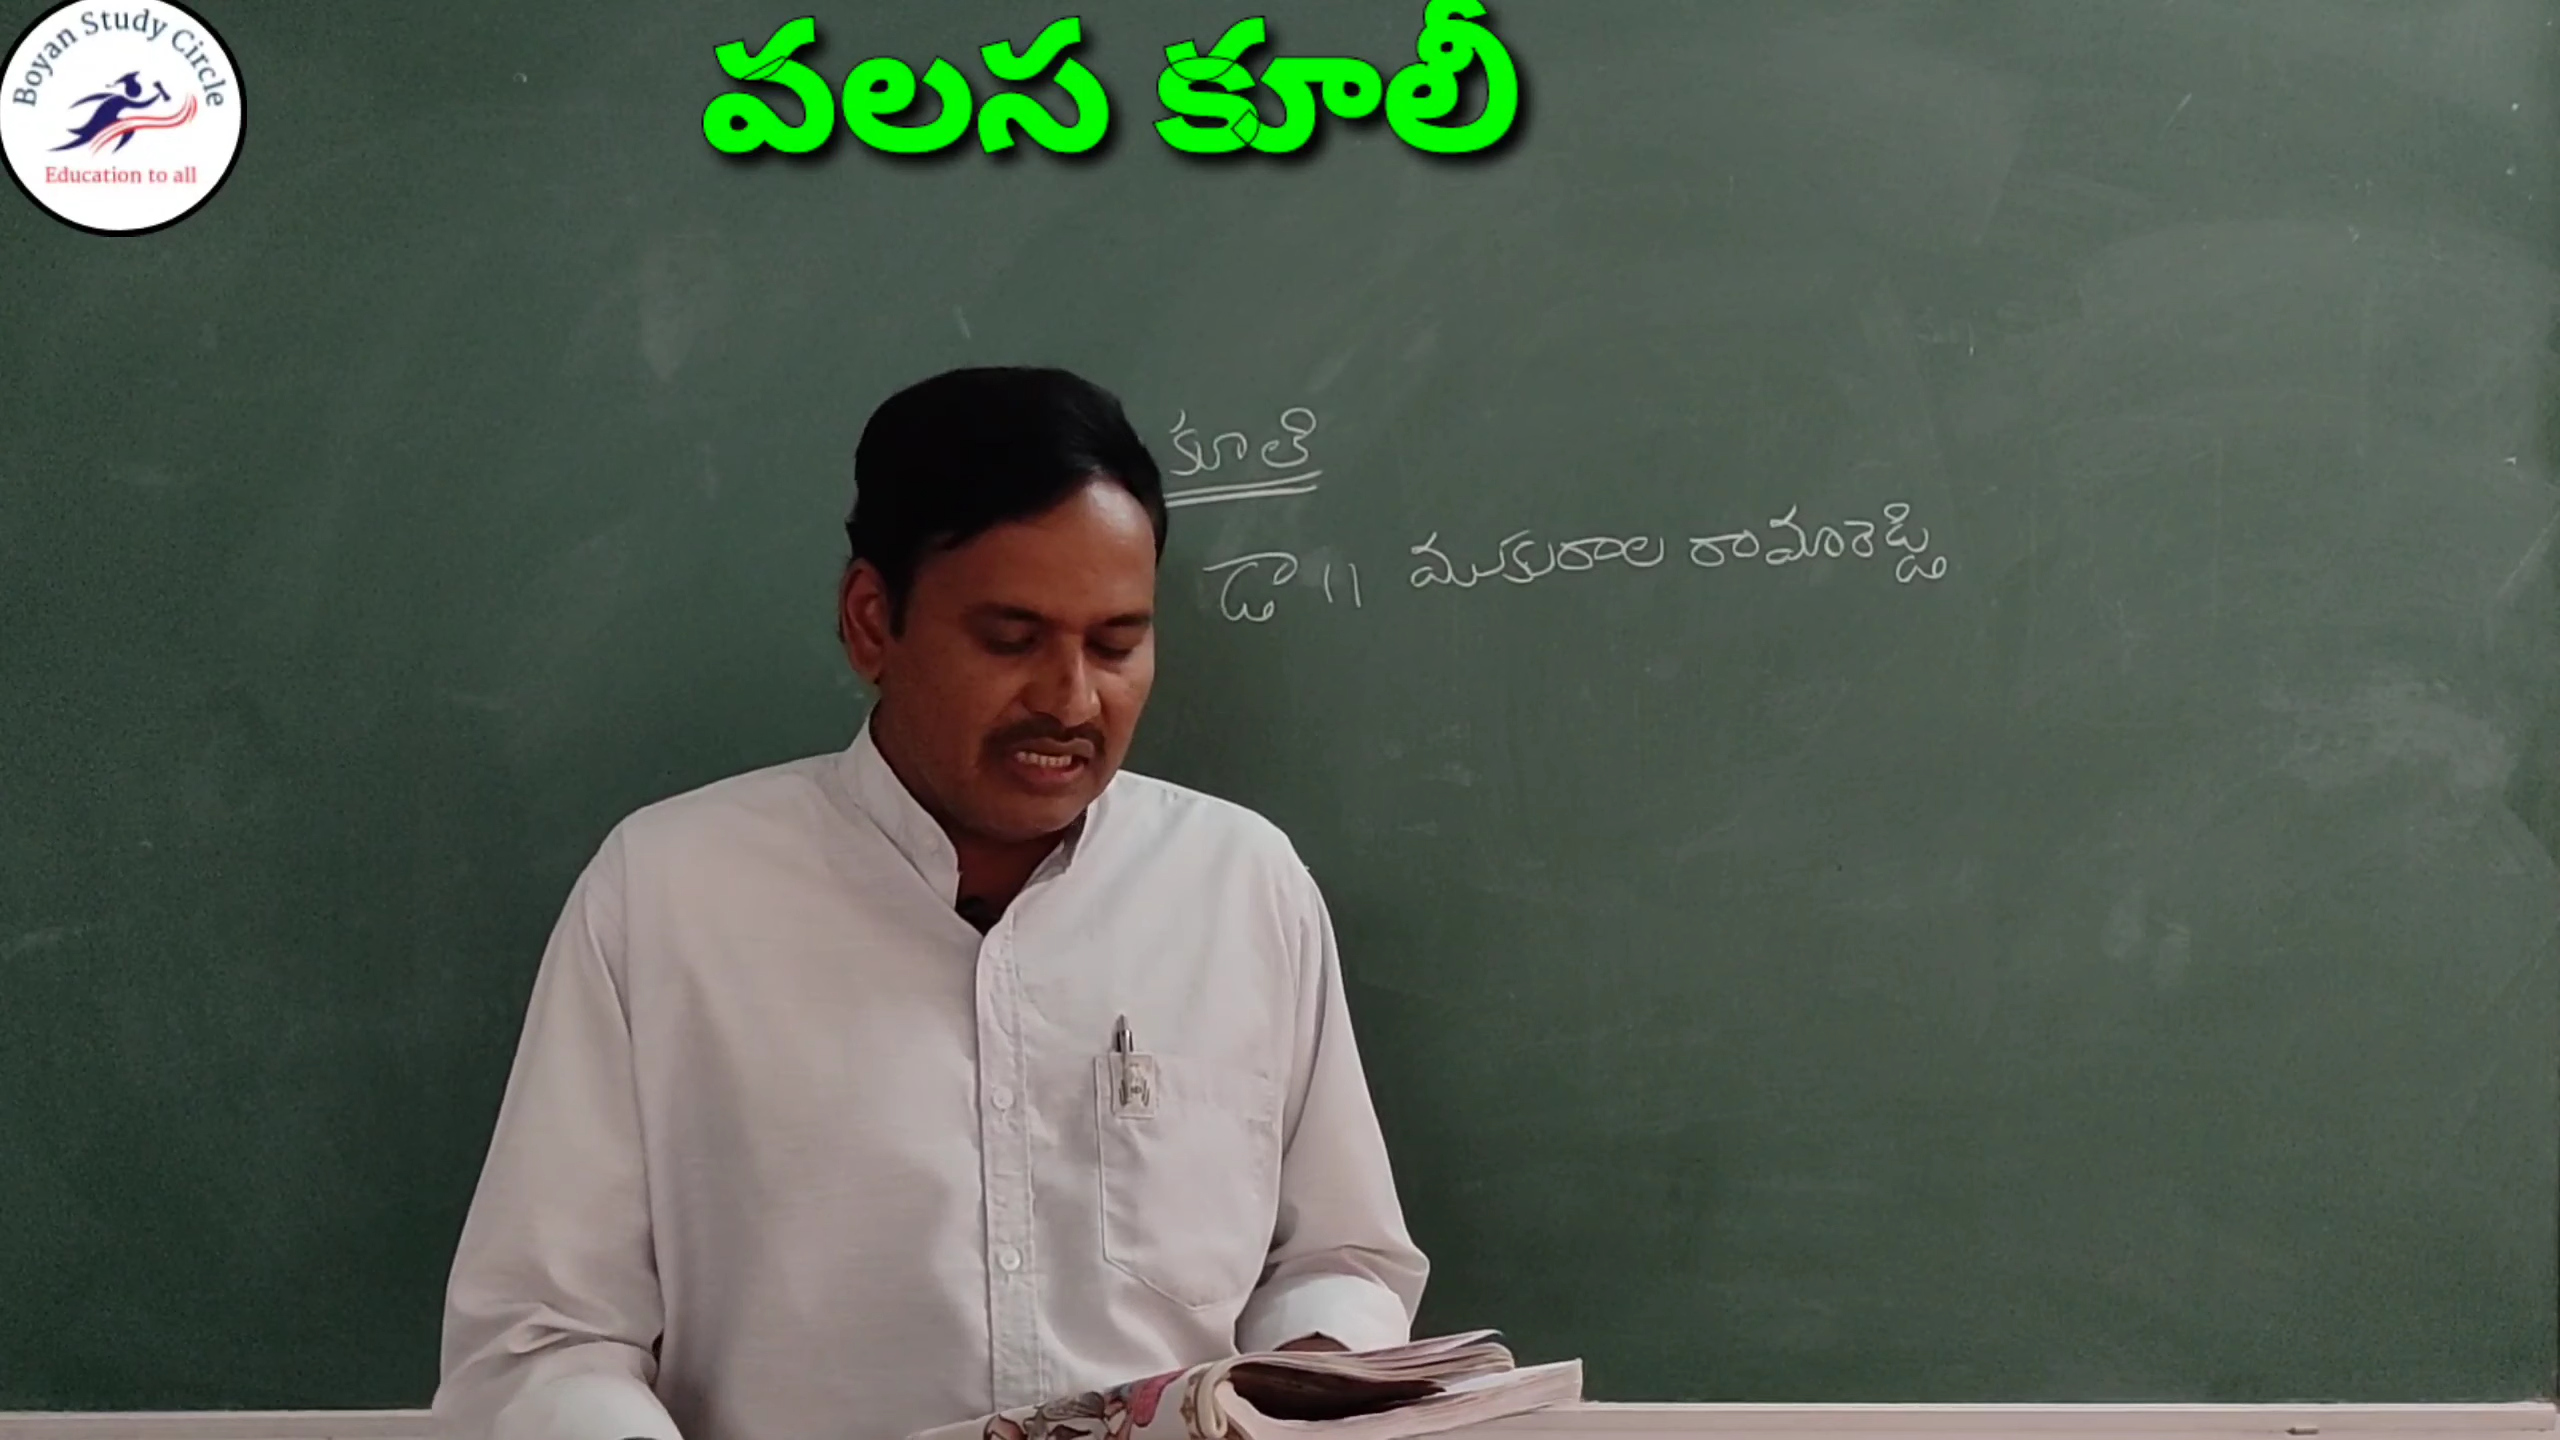 Boyan Study Circle
Education to all
వలస కూలీ
కూలీ
డా॥ ముకురాల రామారెడ్డి